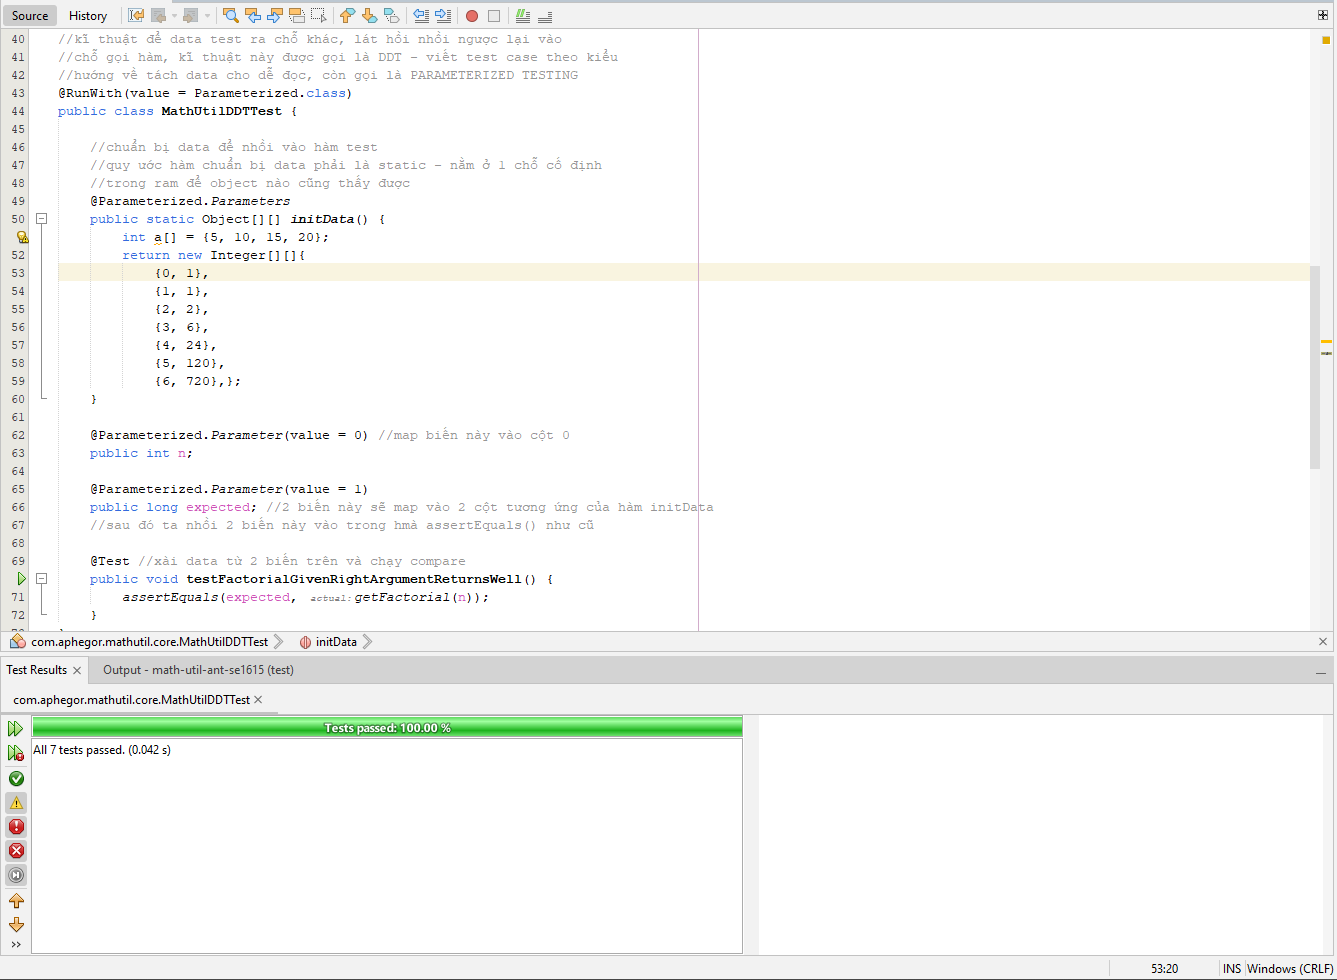 Source History
40 //kĩ thuật để data test ra chỗ khác, lát hồi nhồi ngược lại vào
41 //chỗ gọi hàm, kĩ thuật này được gọi là DDT - viết test case theo kiểu
42 //hướng về tách data cho dễ đọc, còn gọi là PARAMETERIZED TESTING
43 @RunWith(value = Parameterized.class)
44 public class MathUtilDDTTest {
45
46 //chuẩn bị data để nhồi vào hàm test
47 //quy ước hàm chuẩn bị data phải là static - nằm ở 1 chỗ cố định
48 //trong ram để object nào cũng thấy được
49 @Parameterized.Parameters
50 public static Object[][] initData() {
int a[] = {5, 10, 15, 20};
52 return new Integer[][]{
53 {0, 1},
54 {1, 1},
55 {2, 2},
56 {3, 6},
57 {4, 24},
58 {5, 120},
59 {6, 720},};
60 }
61
62 @Parameterized.Parameter(value = 0) //map biến này vào cột 0
63 public int n;
64
65 @Parameterized.Parameter(value = 1)
66 public long expected; //2 biến này sẽ map vào 2 cột tương ứng của hàm initData
67 //sau đó ta nhồi 2 biến này vào trong hmà assertEquals() như cũ
68
69 @Test //xài data từ 2 biến trên và chạy compare
public void testFactorialGivenRightArgumentReturnsWell() {
71 assertEquals(expected, actual: getFactorial(n));
72 }
com.aphegor.mathutil.core.MathUtilDDTTest initData
Test Results Output - math-util-ant-se1615 (test)
com.aphegor.mathutil.core.MathUtilDDTTest
Tests passed: 100.00 %
All 7 tests passed. (0.042 s)
53:20 INS Windows (CRLF)